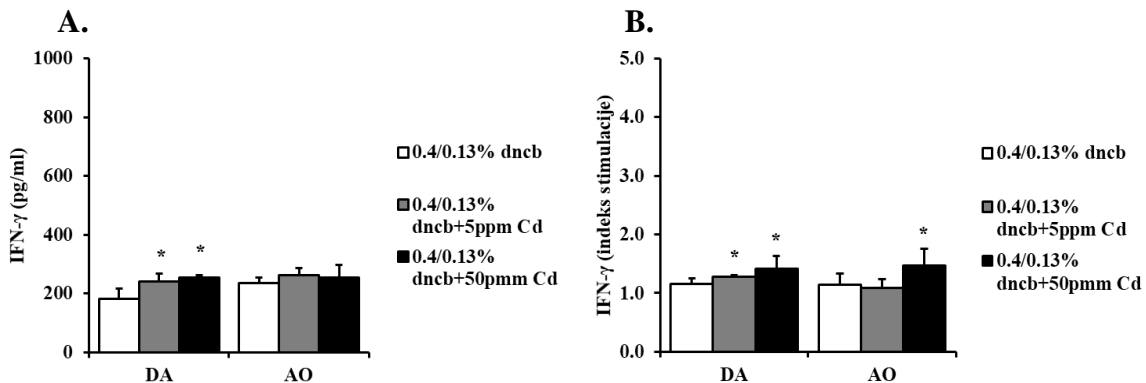 A.
1000
800
600
400
200
0
IFN-γ (pg/ml)
*
*
DA
AO
0.4/0.13% dncb
0.4/0.13%
dncb+5ppm Cd
0.4/0.13%
dncb+50pmm Cd
B.
5.0
4.0
3.0
2.0
1.0
0.0
IFN-γ (indeks stimulacije)
*
*
*
DA
AO
0.4/0.13% dncb
0.4/0.13%
dncb+5ppm Cd
0.4/0.13%
dncb+50pmm Cd